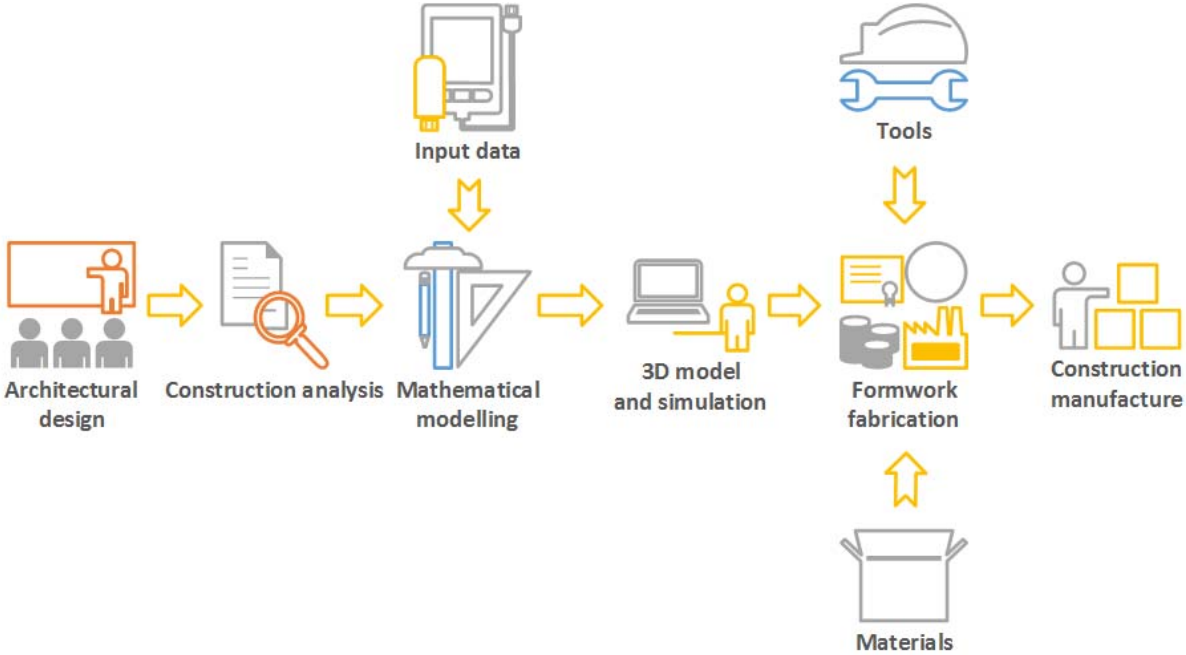 Input data
Tools
Architectural
design
Construction analysis
Mathematical
modelling
3D model
and simulation
Formwork
fabrication
Construction
manufacture
Materials